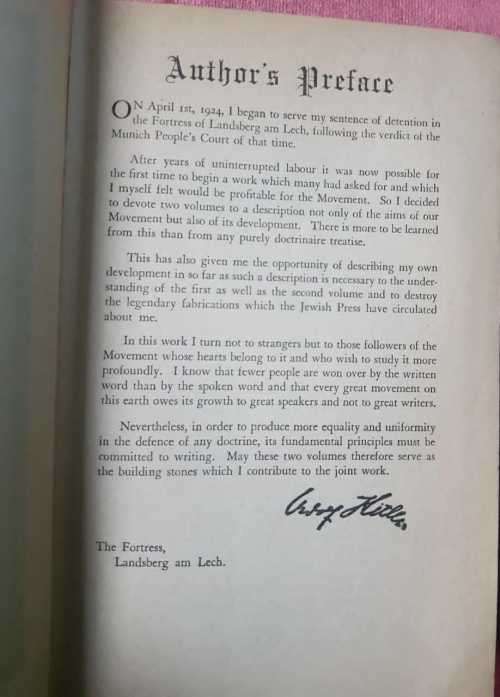 Author's Preface
ON April 1st, 1924, I began to serve my sentence of detention in
the Fortress of Landsberg am Lech, following the verdict of the
Munich People's Court of that time.
After years of uninterrupted labour it was now possible for
the first time to begin a work which many had asked for and which
I myself felt would be profitable for the Movement. So I decided
to devote two volumes to a description not only of the aims of our
Movement but also of its development. There is more to be learned
from this than from any purely doctrinaire treatise.
This has also given me the opportunity of describing my own
development in so far as such a description is necessary to the under-
standing of the first as well as the second volume and to destroy
the legendary fabrications which the Jewish Press have circulated
about me.
In this work I turn not to strangers but to those followers of the
Movement whose hearts belong to it and who wish to study it more
profoundly. I know that fewer people are won over by the written
word than by the spoken word and that every great movement on
this earth owes its growth to great speakers and not to great writers.
Nevertheless, in order to produce more equality and uniformity
in the defence of any doctrine, its fundamental principles must be
committed to writing. May these two volumes therefore serve as
the building stones which I contribute to the joint work.
Adolf Hitler
The Fortress,
Landsberg am Lech.